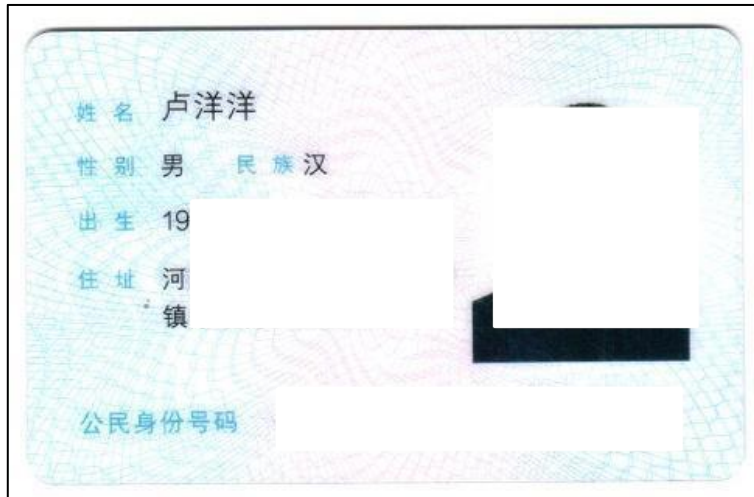 姓名 卢洋洋
性别 男 民族 汉
出生 19
住址 河
镇
公民身份号码